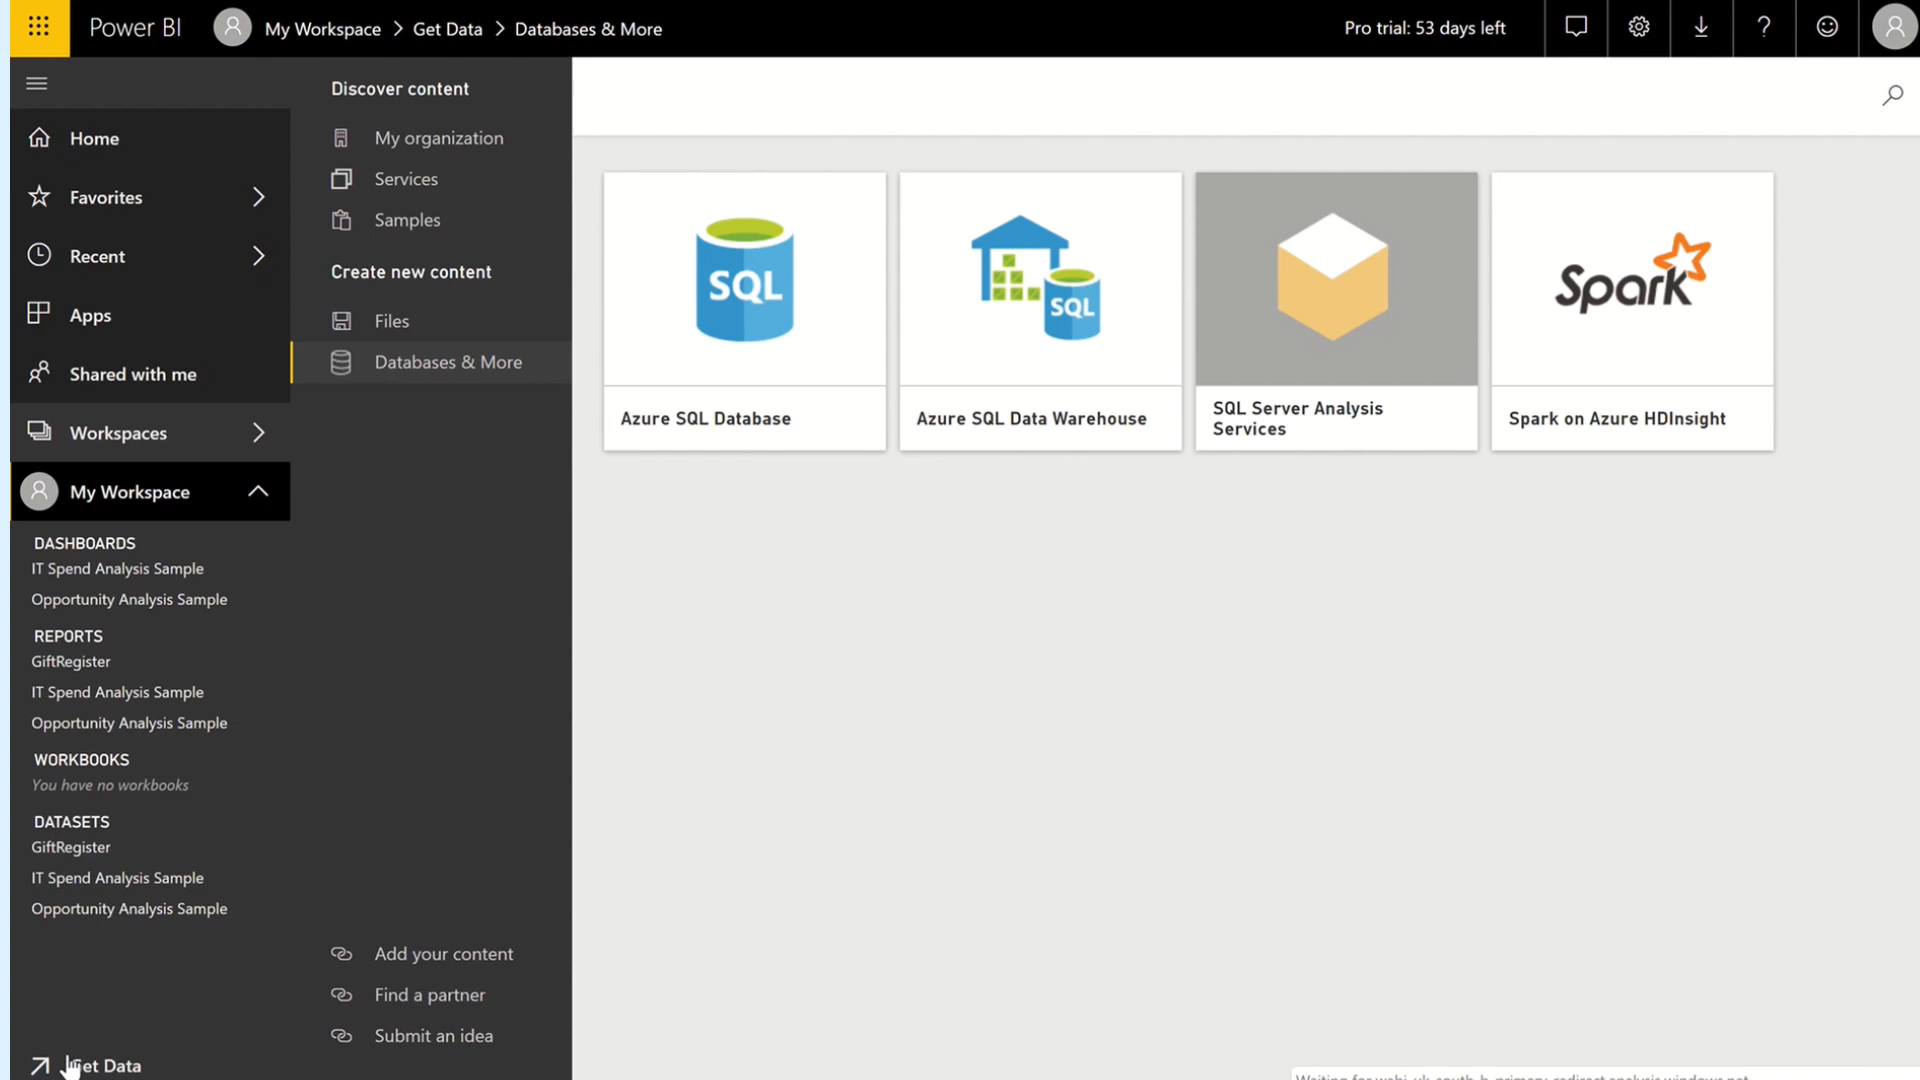 Power BI
My Workspace > Get Data > Databases & More
Pro trial: 53 days left
Home
Favorites
Recent
Apps
Shared with me
Workspaces
My Workspace
DASHBOARDS
IT Spend Analysis Sample
Opportunity Analysis Sample
REPORTS
GiftRegister
IT Spend Analysis Sample
Opportunity Analysis Sample
WORKBOOKS
You have no workbooks
DATASETS
GiftRegister
IT Spend Analysis Sample
Opportunity Analysis Sample
Get Data
Discover content
My organization
Services
Samples
Create new content
Files
Databases & More
Add your content
Find a partner
Submit an idea
SQL
Azure SQL Database
SQL
Azure SQL Data Warehouse
SQL Server Analysis
Services
Spark
Spark on Azure HDInsight